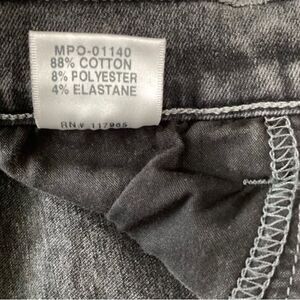 MPO-01140
88% COTTON
8% POLYESTER
4% ELASTANE
RN# 117965